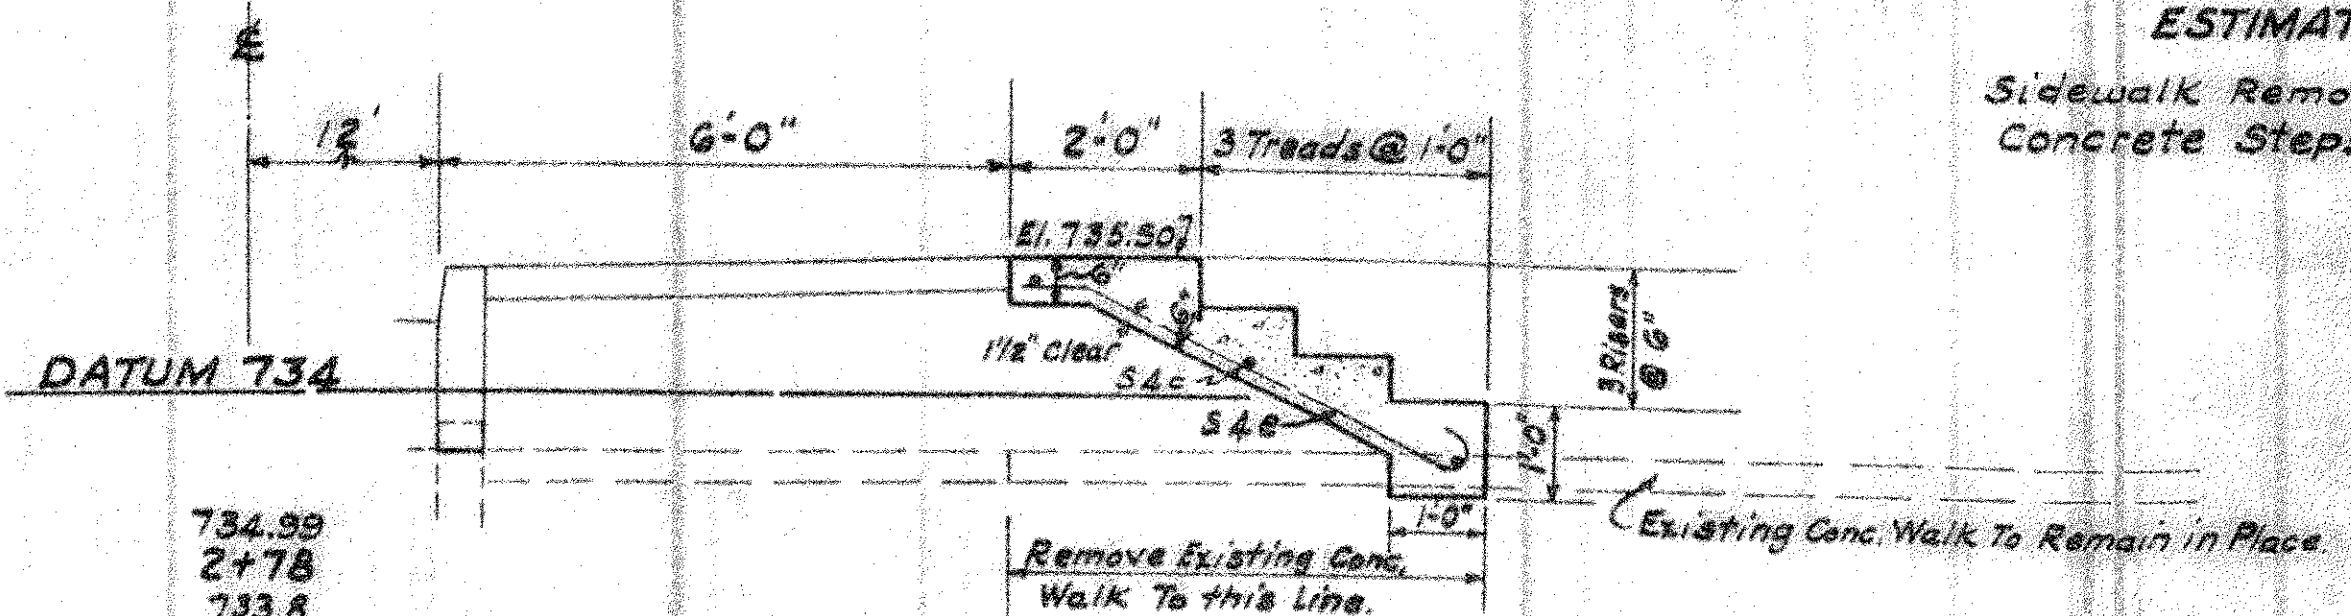 ESTIMAT
Sidewalk Remo
Concrete Step
℄
12'
6'-0"
2'-0"
3 Treads @ 1'-0"
El. 735.50
6"
6"
3 Risers
@ 6"
1½" Clear
DATUM 734
S4c
S4e
1'-0"
1'-0"
Existing Conc. Walk To Remain in Place.
Remove Existing Conc.
Walk To this Line.
734.99
2+78
733.8